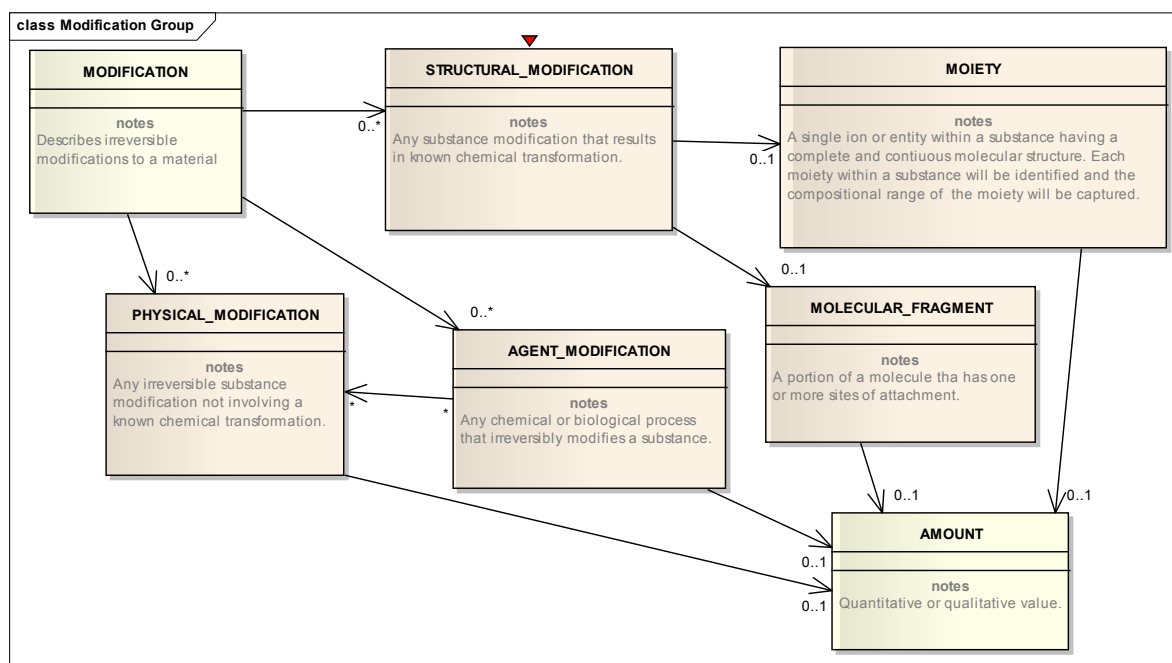 class Modification Group
MODIFICATION
notes
Describes irreversible
modifications to a material
STRUCTURAL_MODIFICATION
notes
Any substance modification that results
in known chemical transformation.
MOIETY
notes
A single ion or entity within a substance having a
complete and contiuous molecular structure. Each
moiety within a substance will be identified and the
compositional range of the moiety will be captured.
0..*
0..1
0..*
0..*
0..1
PHYSICAL_MODIFICATION
notes
Any irreversible substance
modification not involving a
known chemical transformation.
AGENT_MODIFICATION
notes
Any chemical or biological process
that irreversibly modifies a substance.
MOLECULAR_FRAGMENT
notes
A portion of a molecule tha has one
or more sites of attachment.
*
*
0..1
0..1
0..1
0..1
AMOUNT
notes
Quantitative or qualitative value.